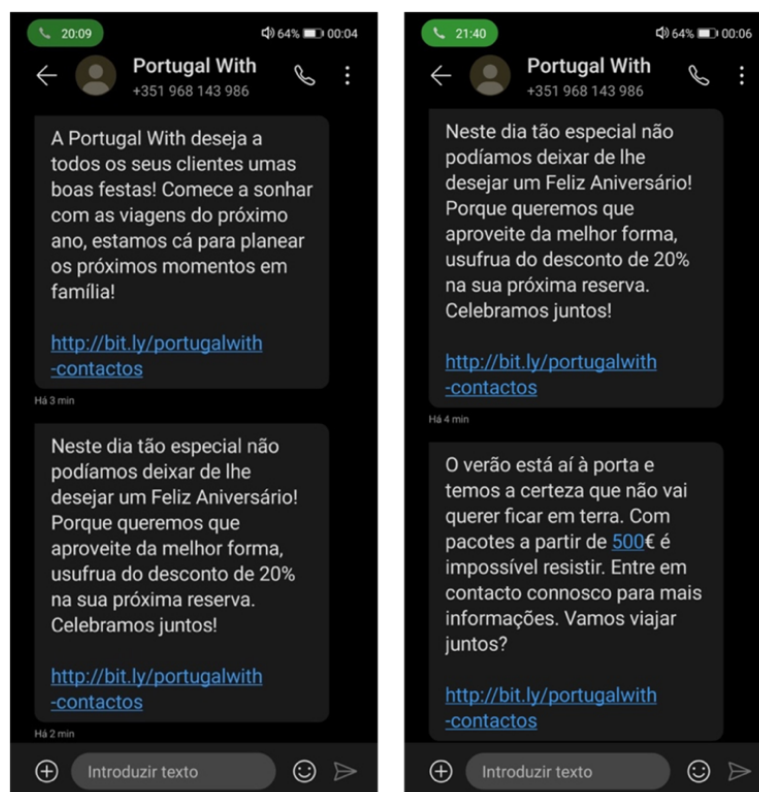 20:09
64%
00:04
Portugal With
+351 968 143 986
A Portugal With deseja a
todos os seus clientes umas
boas festas! Comece a sonhar
com as viagens do próximo
ano, estamos cá para planear
os próximos momentos em
família!
http://bit.ly/portugalwith
-contactos
Há 3 min
Neste dia tão especial não
podíamos deixar de lhe
desejar um Feliz Aniversário!
Porque queremos que
aproveite da melhor forma,
usufrua do desconto de 20%
na sua próxima reserva.
Celebramos juntos!
http://bit.ly/portugalwith
-contactos
Há 2 min
Introduzir texto
21:40
64%
00:06
Portugal With
+351 968 143 986
Neste dia tão especial não
podíamos deixar de lhe
desejar um Feliz Aniversário!
Porque queremos que
aproveite da melhor forma,
usufrua do desconto de 20%
na sua próxima reserva.
Celebramos juntos!
http://bit.ly/portugalwith
-contactos
Há 4 min
O verão está aí à porta e
temos a certeza que não vai
querer ficar em terra. Com
pacotes a partir de 500€ é
impossível resistir. Entre em
contacto connosco para mais
informações. Vamos viajar
juntos?
http://bit.ly/portugalwith
-contactos
Introduzir texto